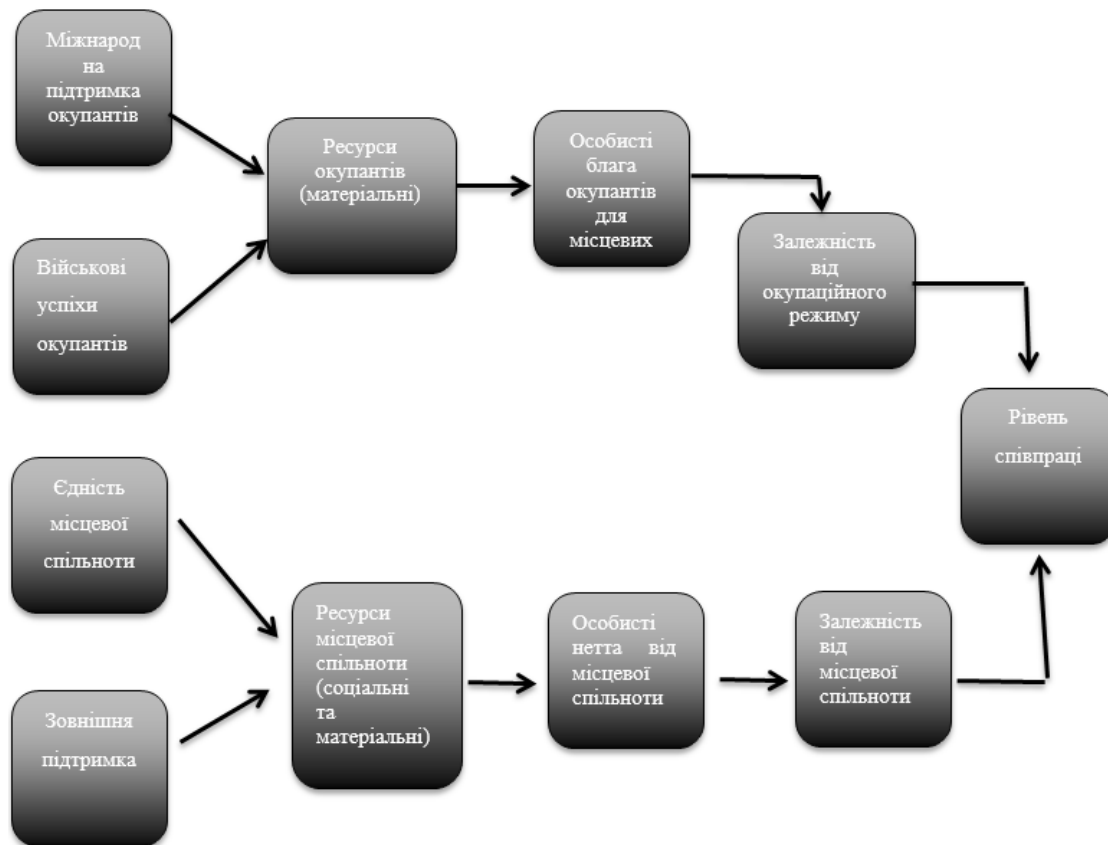 Міжнарод
на
підтримка
окупантів
Військові
успіхи
окупантів
Ресурси
окупантів
(матеріальні)
Особисті
блага
окупантів
для
місцевих
Залежність
від
окупаційного
режиму
Рівень
співпраці
Єдність
місцевої
спільноти
Зовнішня
підтримка
Ресурси
місцевої
спільноти
(соціальні
та
матеріальні)
Особисті
нетта від
місцевої
спільноти
Залежність
від
місцевої
спільноти